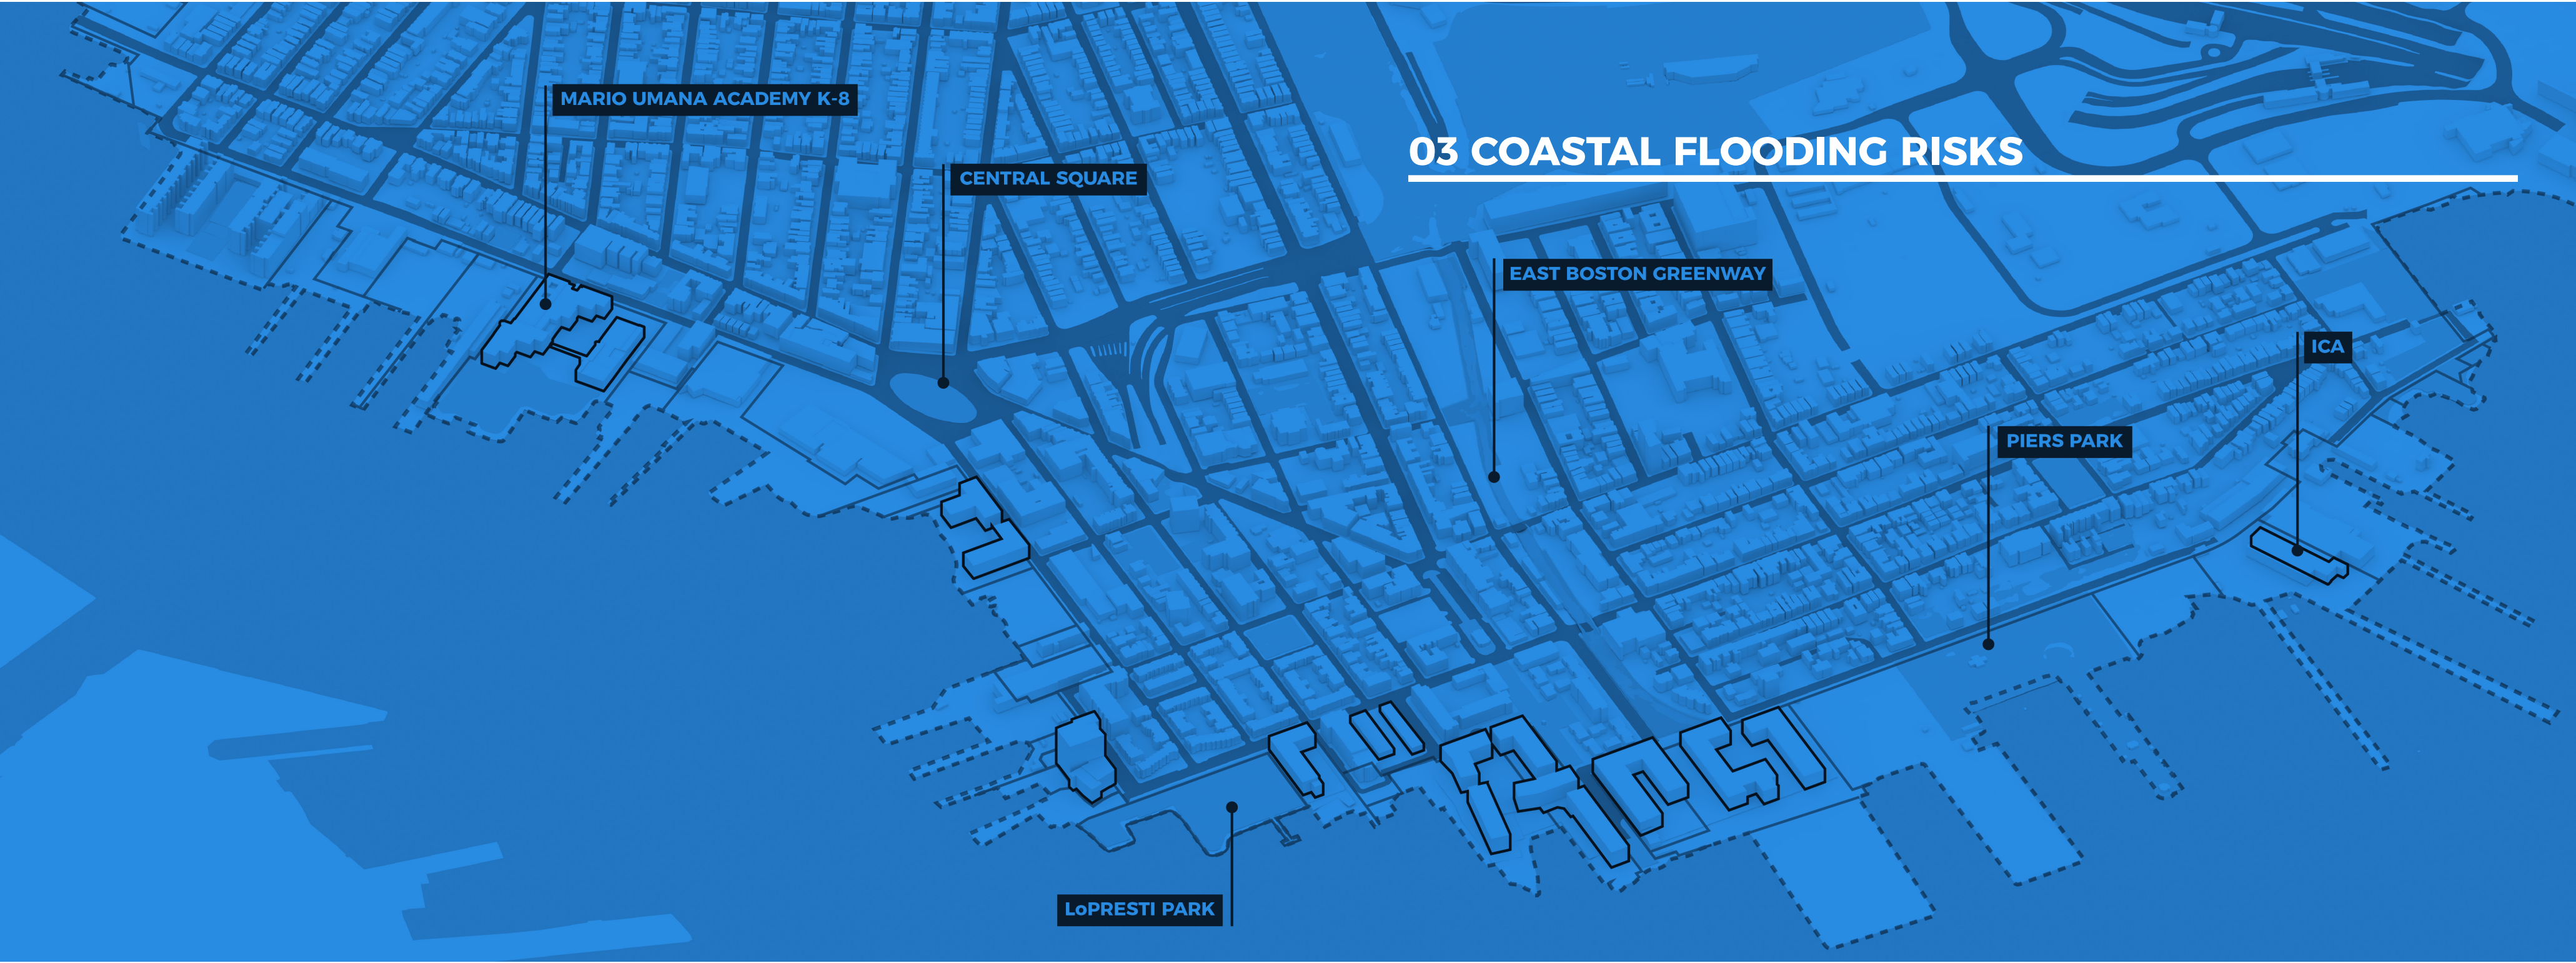 MARIO UMANA ACADEMY K-8
03 COASTAL FLOODING RISKS
CENTRAL SQUARE
EAST BOSTON GREENWAY
ICA
PIERS PARK
LoPRESTI PARK